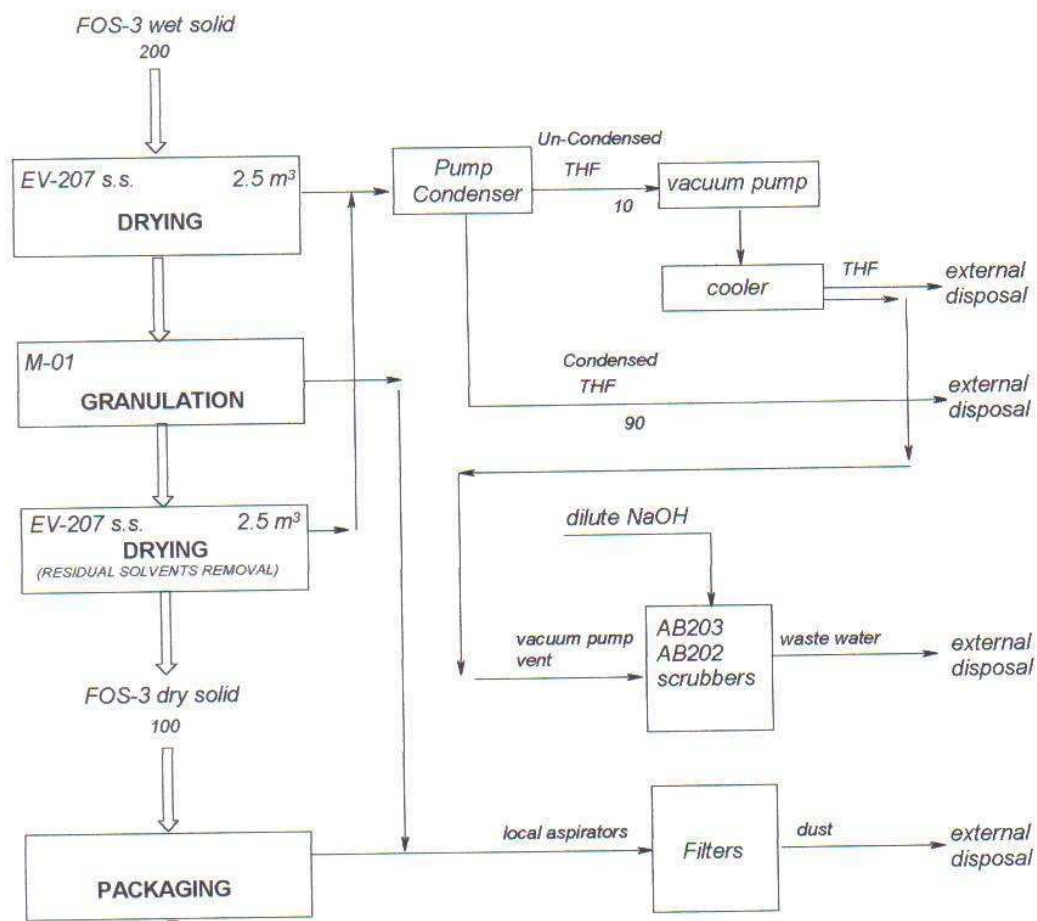 FOS-3 wet solid
200
EV-207 s.s. 2.5 m³
DRYING
Pump
Condenser
Un-Condensed
THF
10
vacuum pump
cooler
THF
external
disposal
M-01
GRANULATION
Condensed
THF
90
external
disposal
EV-207 s.s. 2.5 m³
DRYING
(RESIDUAL SOLVENTS REMOVAL)
dilute NaOH
vacuum pump
vent
AB203
AB202
scrubbers
waste water
external
disposal
FOS-3 dry solid
100
PACKAGING
local aspirators
Filters
dust
external
disposal